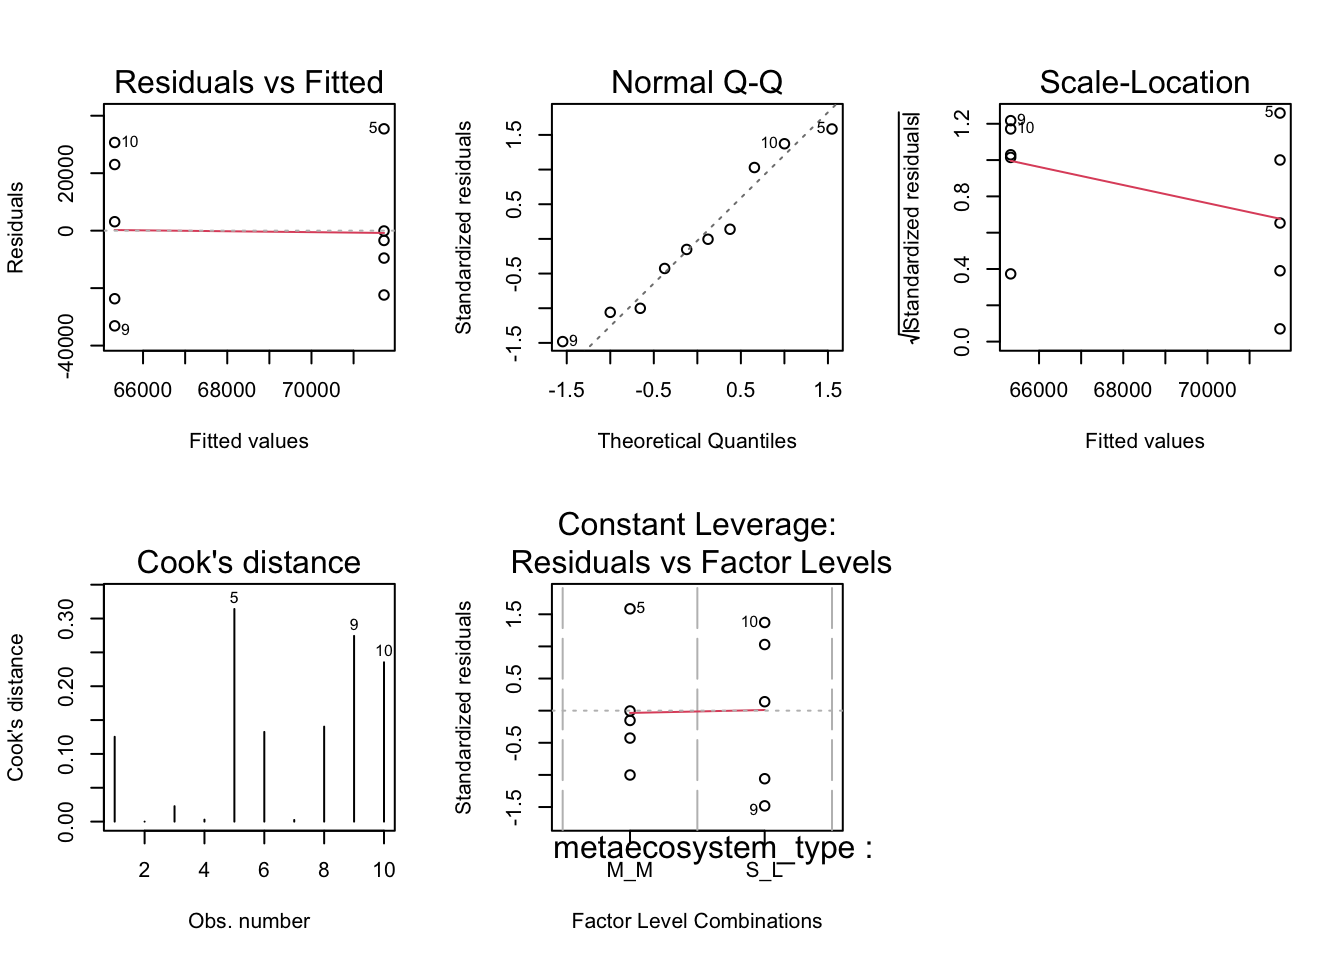 Residuals vs Fitted
Residuals
-40000
0
20000
10
9
5
66000
68000
70000
Fitted values
Normal Q-Q
Standardized residuals
-1.5
-0.5
0.5
1.5
9
10
5
-1.5
-0.5
0.5
1.5
Theoretical Quantiles
Scale-Location
√|Standardized residuals|
0.0
0.4
0.8
1.2
9
10
5
66000
68000
70000
Fitted values
Cook's distance
Cook's distance
0.00
0.10
0.20
0.30
5
9
10
2
4
6
8
10
Obs. number
Constant Leverage:
Residuals vs Factor Levels
Standardized residuals
-1.5
-0.5
0.5
1.5
5
10
9
metaecosystem_type :
M_M
S_L
Factor Level Combinations